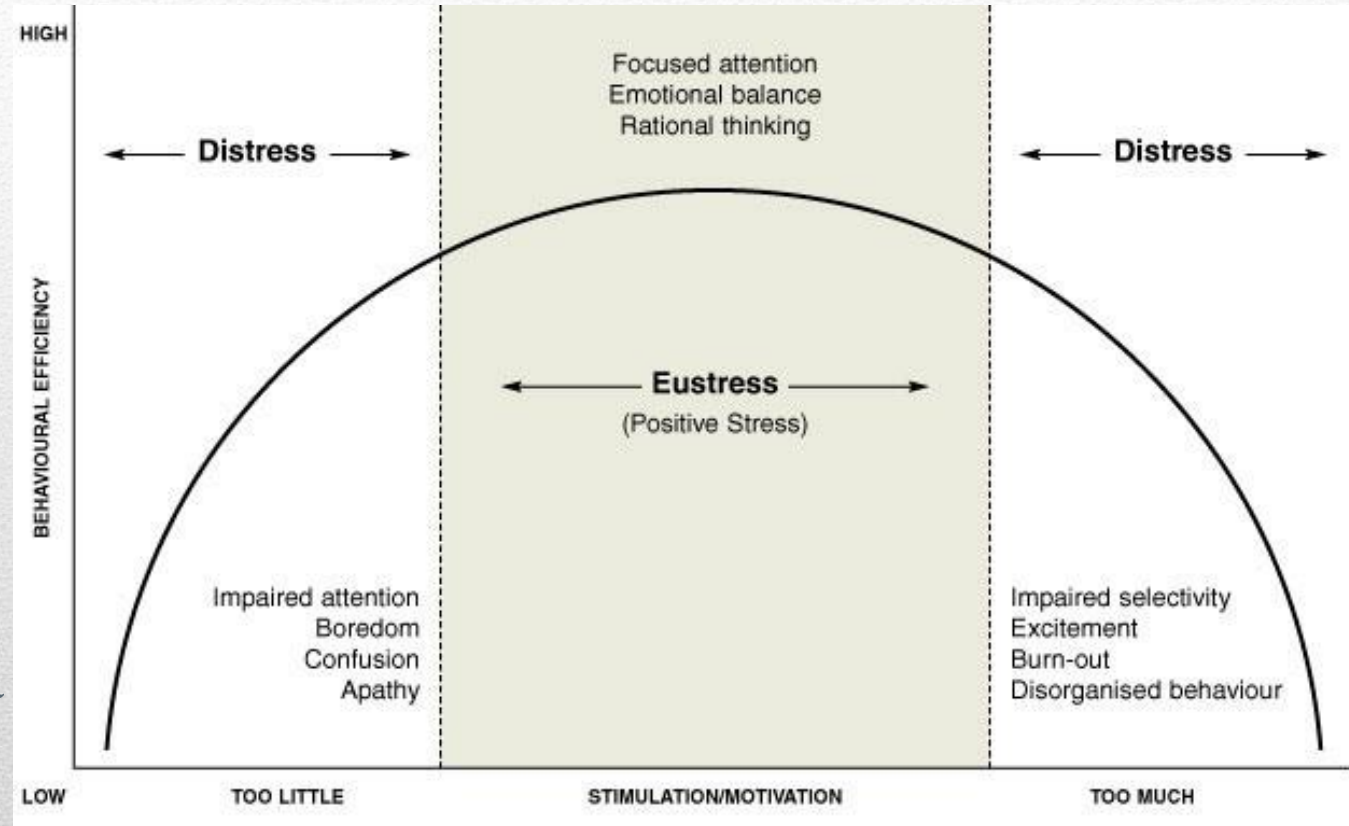 HIGH
Focused attention
Emotional balance
Rational thinking
Distress
Distress
BEHAVIOURAL EFFICIENCY
Eustress
(Positive Stress)
Impaired attention
Boredom
Confusion
Apathy
Impaired selectivity
Excitement
Burn-out
Disorganised behaviour
LOW
TOO LITTLE
STIMULATION/MOTIVATION
TOO MUCH